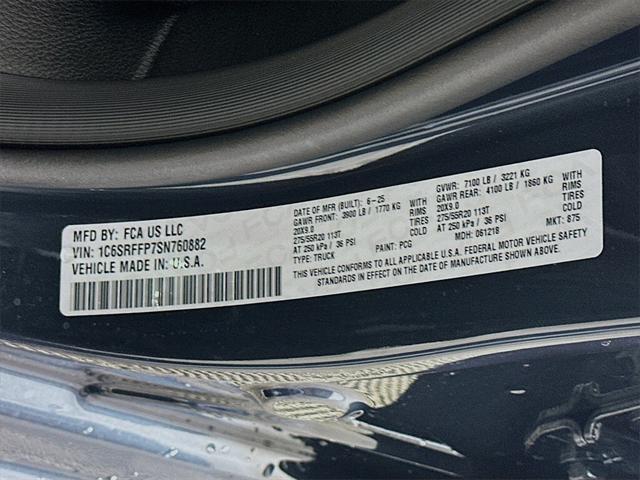 MFD BY: FCA US LLC
VIN: 1C6SRFFP7SN760882
VEHICLE MADE IN: U.S.A.
DATE OF MFR (BUILT): 6-25
GAWR FRONT: 3900 LB / 1770 KG WITH
20X9.0 RIMS
275/55R20 113T TIRES
AT 250 kPa / 36 PSI COLD
TYPE: TRUCK PAINT: PCG
GVWR: 7100 LB / 3221 KG
GAWR REAR: 4100 LB / 1860 KG WITH
20X9.0 RIMS
275/55R20 113T TIRES
AT 250 kPa / 36 PSI COLD
MDH: 061218 MKT: 875
THIS VEHICLE CONFORMS TO ALL APPLICABLE U.S.A. FEDERAL MOTOR VEHICLE
SAFETY STANDARDS IN EFFECT ON THE DATE OF MANUFACTURE SHOWN ABOVE.